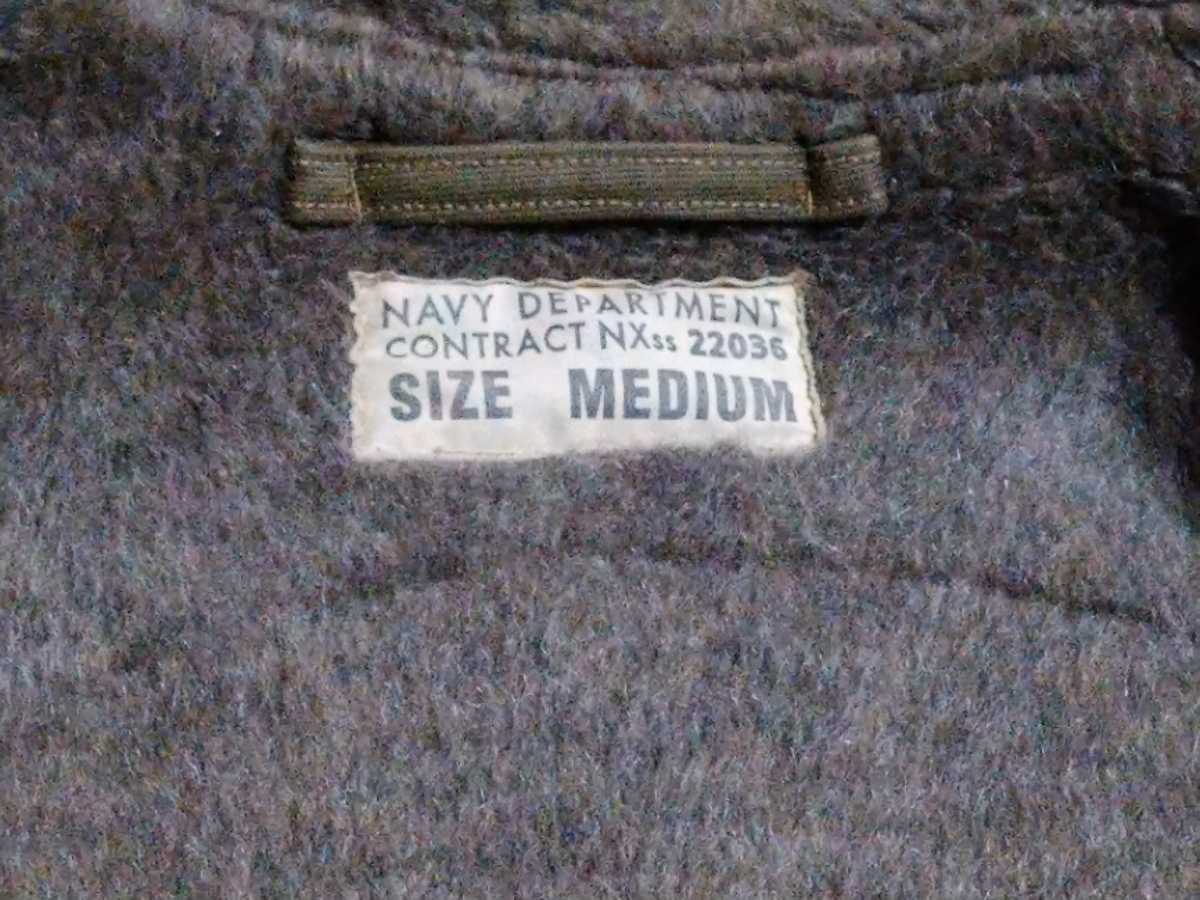 NAVY DEPARTMENT
CONTRACT NXss 22036
SIZE MEDIUM